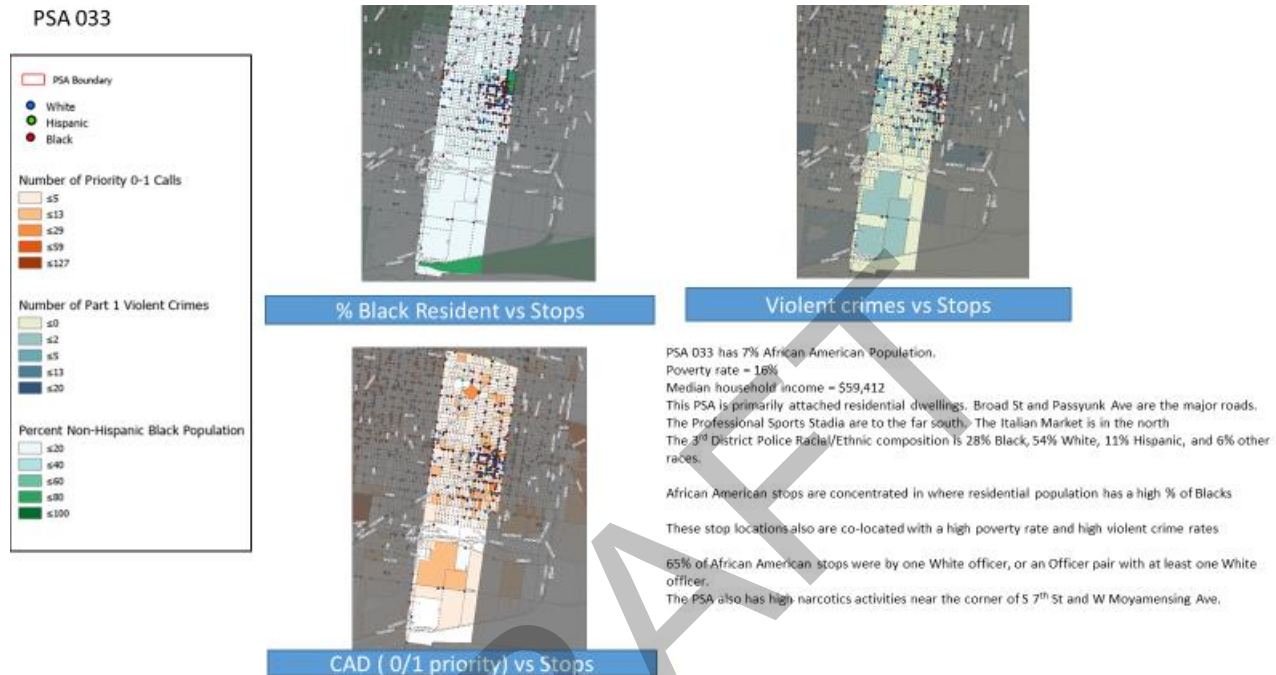 PSA 033
PSA Boundary
White
Hispanic
Black
Number of Priority 0-1 Calls
≤5
≤13
≤29
≤59
≤127
Number of Part 1 Violent Crimes
≤0
≤2
≤5
≤13
≤20
Percent Non-Hispanic Black Population
≤20
≤40
≤60
≤80
≤100
% Black Resident vs Stops
Violent crimes vs Stops
CAD ( 0/1 priority) vs Stops
PSA 033 has 7% African American Population.
Poverty rate = 16%
Median household income = $59,412
This PSA is primarily attached residential dwellings. Broad St and Passyunk Ave are the major roads.
The Professional Sports Stadia are to the far south. The Italian Market is in the north
The 3rd District Police Racial/Ethnic composition is 28% Black, 54% White, 11% Hispanic, and 6% other
races.
African American stops are concentrated in where residential population has a high % of Blacks
These stop locations also are co-located with a high poverty rate and high violent crime rates
65% of African American stops were by one White officer, or an Officer pair with at least one White
officer.
The PSA also has high narcotics activities near the corner of S 7th St and W Moyamensing Ave.
DRAFT